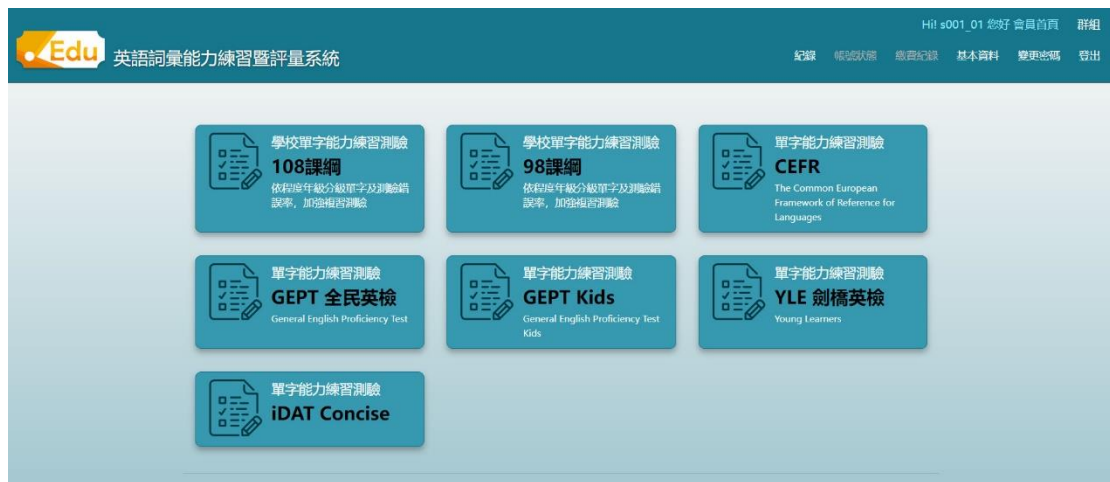 Hi! s001_01 您好 會員首頁 群組
.Edu 英語詞彙能力練習暨評量系統
紀錄 帳號狀態 繳費紀錄 基本資料 變更密碼 登出
學校單字能力練習測驗
108課綱
依程度年級分級單字及測驗錯
誤率，加強複習測驗
學校單字能力練習測驗
98課綱
依程度年級分級單字及測驗錯
誤率，加強複習測驗
單字能力練習測驗
CEFR
The Common European
Framework of Reference for
Languages
單字能力練習測驗
GEPT 全民英檢
General English Proficiency Test
單字能力練習測驗
GEPT Kids
General English Proficiency Test
Kids
單字能力練習測驗
YLE 劍橋英檢
Young Learners
單字能力練習測驗
iDAT Concise